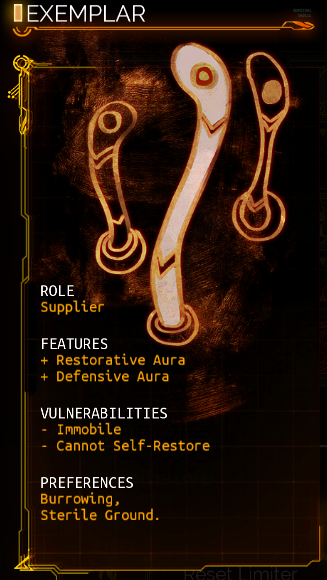 EXEMPLAR
ROLE
Supplier
FEATURES
+ Restorative Aura
+ Defensive Aura
VULNERABILITIES
- Immobile
- Cannot Self-Restore
PREFERENCES
Burrowing,
Sterile Ground.
Reset Limiter